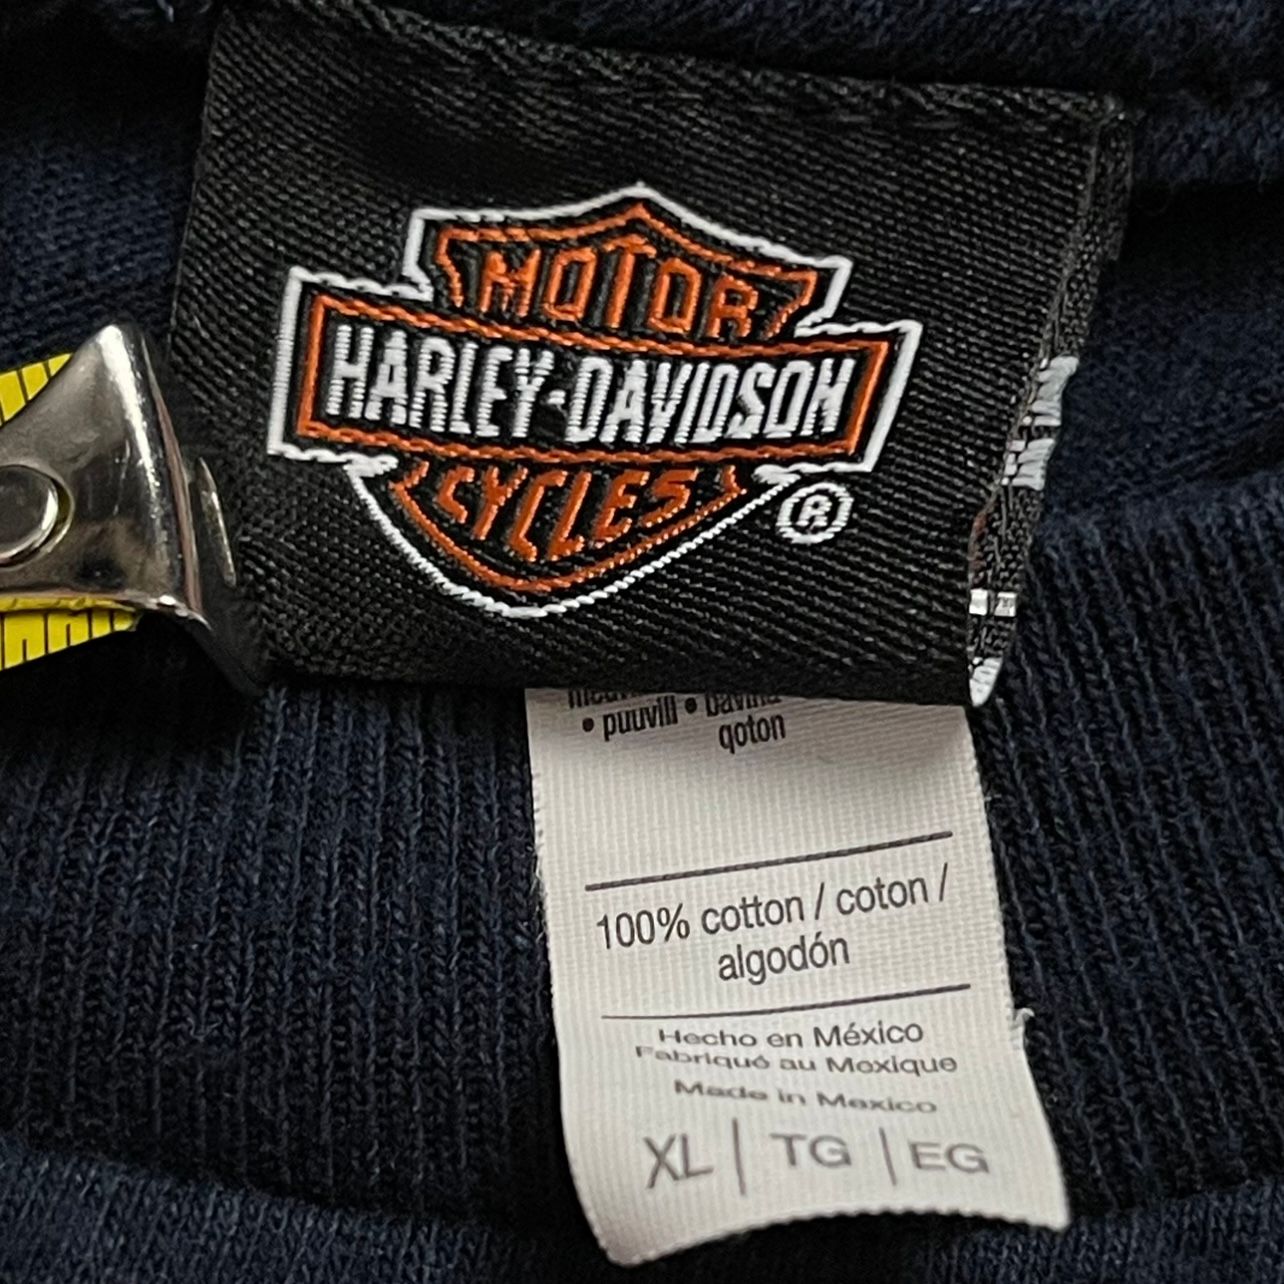 MOTOR
HARLEY-DAVIDSON
CYCLES
®
• puuvill •
qoton
100% cotton / coton /
algodón
Hecho en México
Fabriqué au Mexique
Made in Mexico
XL | TG | EG